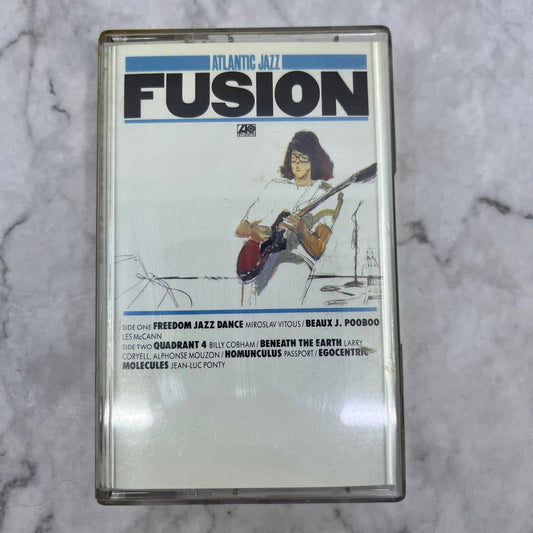 ATLANTIC JAZZ
FUSION
SIDE ONE FREEDOM JAZZ DANCE MIROSLAV VITOUS / BEAUX J. POOBOO
LES McCANN
SIDE TWO QUADRANT 4 BILLY COBHAM / BENEATH THE EARTH LARRY
CORYELL, ALPHONSE MOUZON / HOMUNCULUS PASSPORT / EGOCENTRIC
MOLECULES JEAN-LUC PONTY